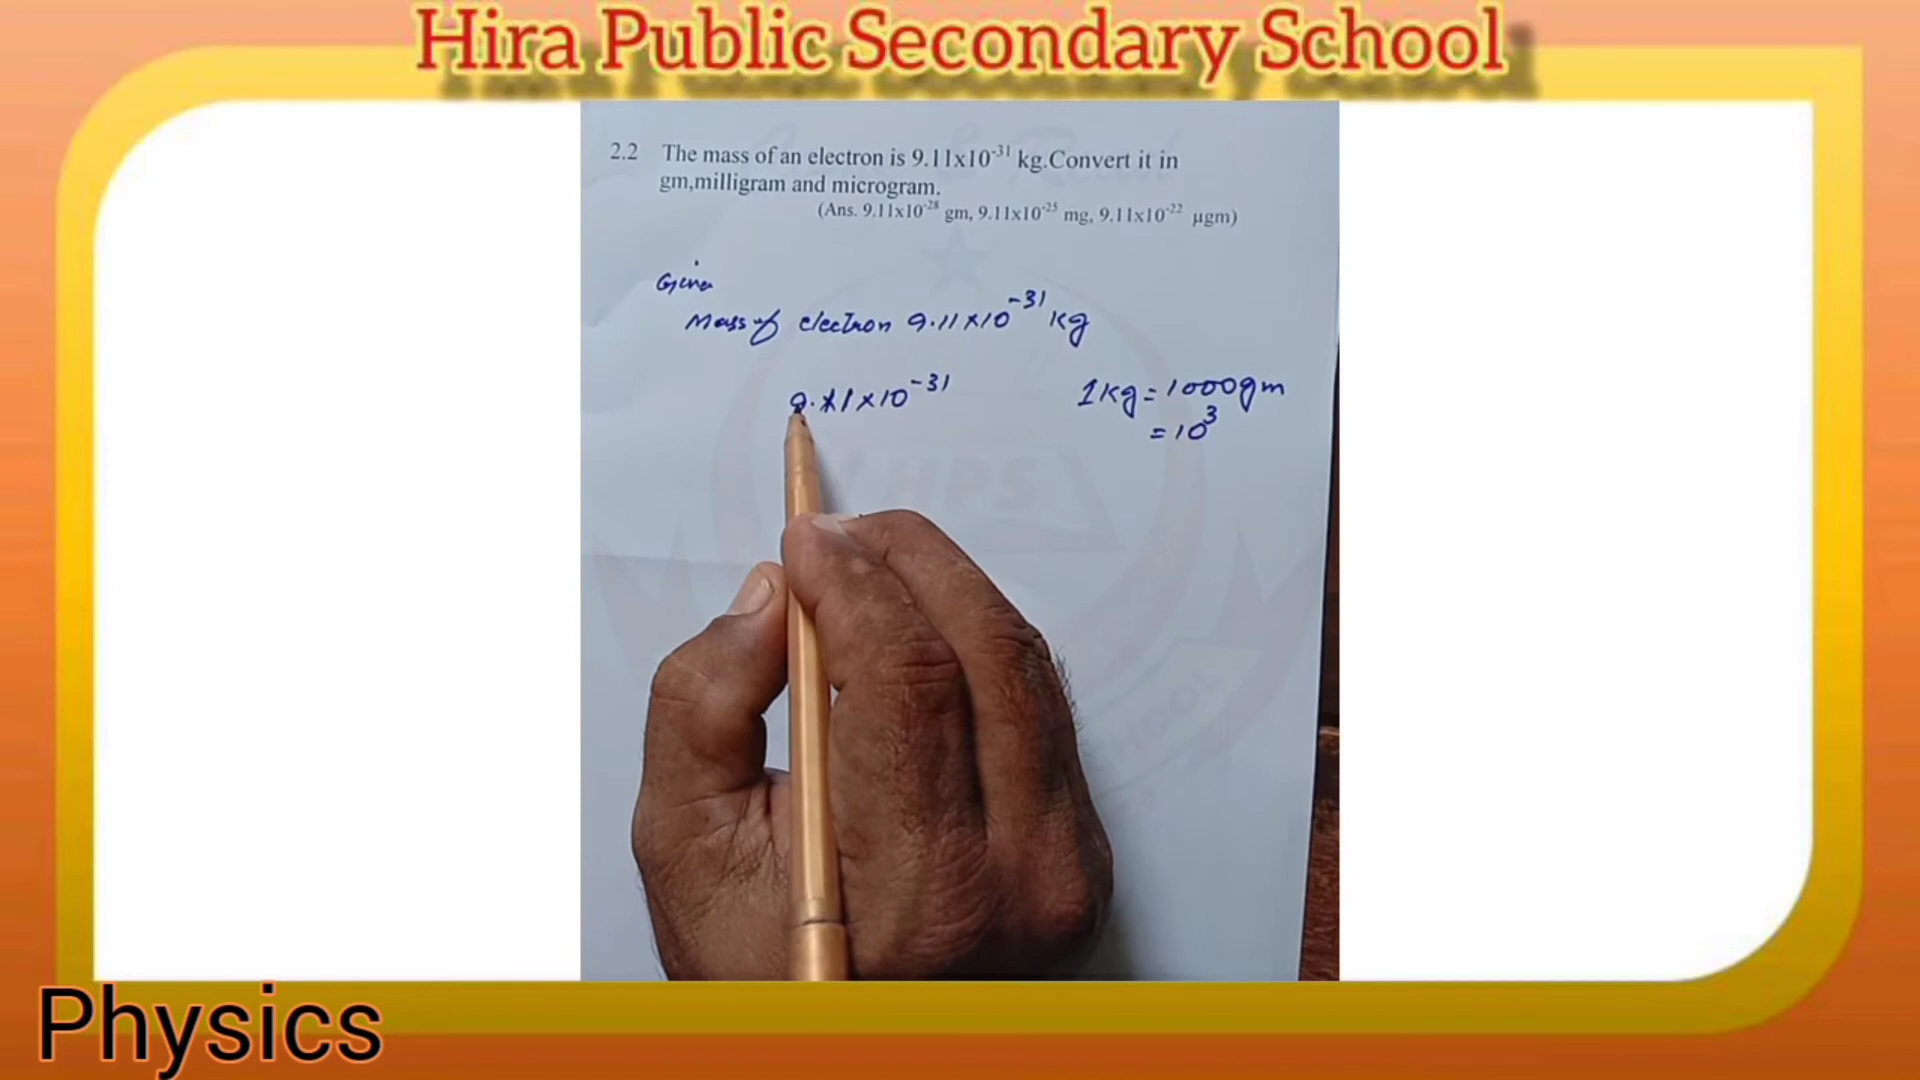 Hira Public Secondary School
2.2 The mass of an electron is 9.11x10⁻³¹ kg.Convert it in
gm,milligram and microgram.
(Ans. 9.11x10⁻²⁸ gm, 9.11x10⁻²⁵ mg, 9.11x10⁻²² µgm)
Given
Mass of electron 9.11×10⁻³¹ kg
9.11×10⁻³¹
1kg = 1000gm
= 10³
HPS
Physics